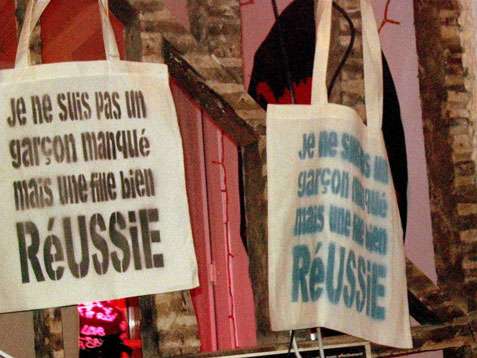 Je ne suis pas un
garçon manqué
mais une fille bien
RéUSSiE
Je ne suis pas un
garçon manqué
mais une fille bien
RéUSSiE